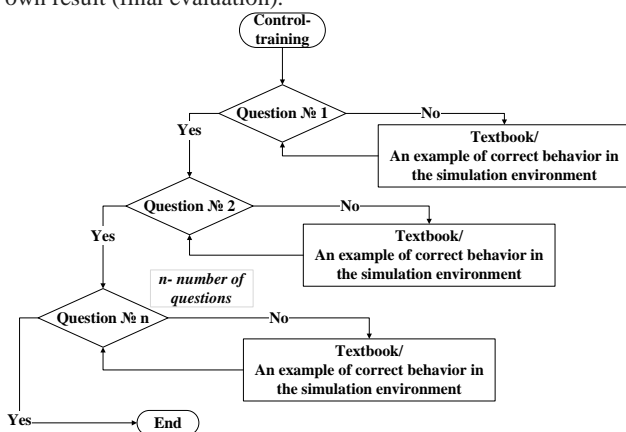 own result (final evaluation).
Control-
training
Question № 1
No
Yes
Textbook/
An example of correct behavior in
the simulation environment
Question № 2
No
Yes
Textbook/
An example of correct behavior in
the simulation environment
n- number of
questions
Question № n
No
Textbook/
An example of correct behavior in
the simulation environment
Yes
End